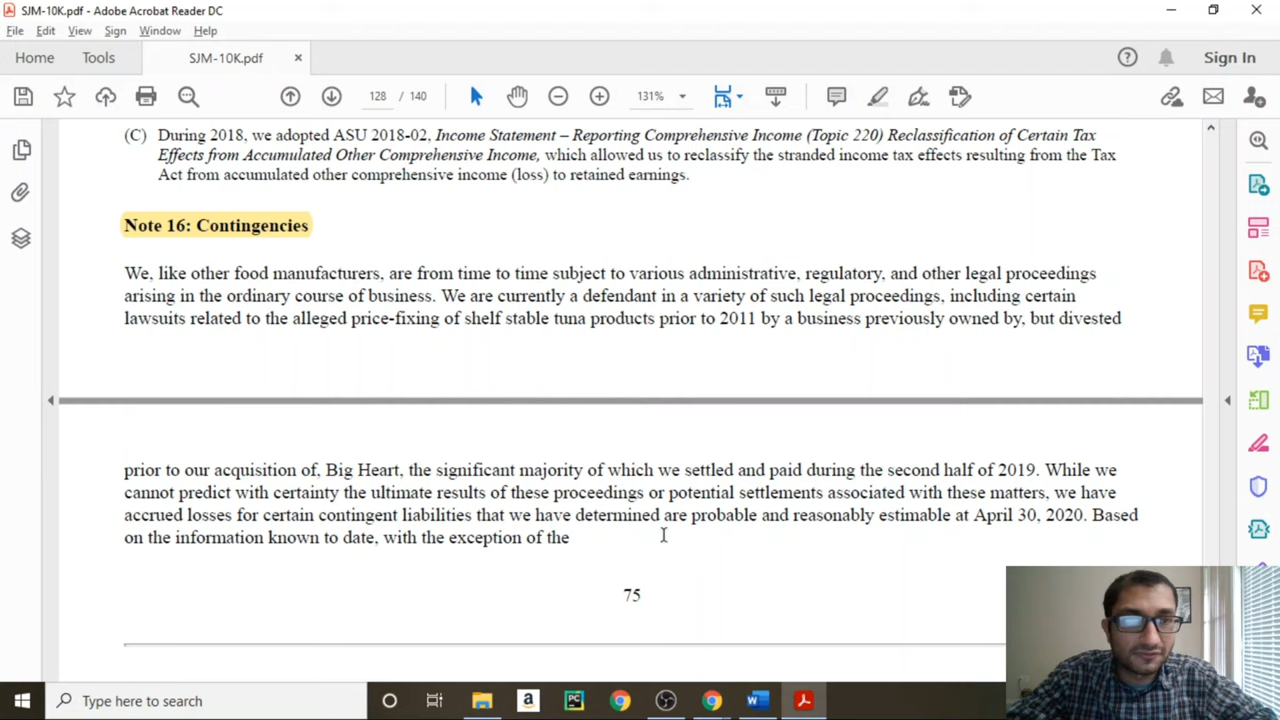 SJM-10K.pdf - Adobe Acrobat Reader DC
File Edit View Sign Window Help
Home Tools SJM-10K.pdf × ? Sign In
128 / 140 131%
(C) During 2018, we adopted ASU 2018-02, Income Statement – Reporting Comprehensive Income (Topic 220) Reclassification of Certain Tax
Effects from Accumulated Other Comprehensive Income, which allowed us to reclassify the stranded income tax effects resulting from the Tax
Act from accumulated other comprehensive income (loss) to retained earnings.
Note 16: Contingencies
We, like other food manufacturers, are from time to time subject to various administrative, regulatory, and other legal proceedings
arising in the ordinary course of business. We are currently a defendant in a variety of such legal proceedings, including certain
lawsuits related to the alleged price-fixing of shelf stable tuna products prior to 2011 by a business previously owned by, but divested
prior to our acquisition of, Big Heart, the significant majority of which we settled and paid during the second half of 2019. While we
cannot predict with certainty the ultimate results of these proceedings or potential settlements associated with these matters, we have
accrued losses for certain contingent liabilities that we have determined are probable and reasonably estimable at April 30, 2020. Based
on the information known to date, with the exception of the
75
Type here to search